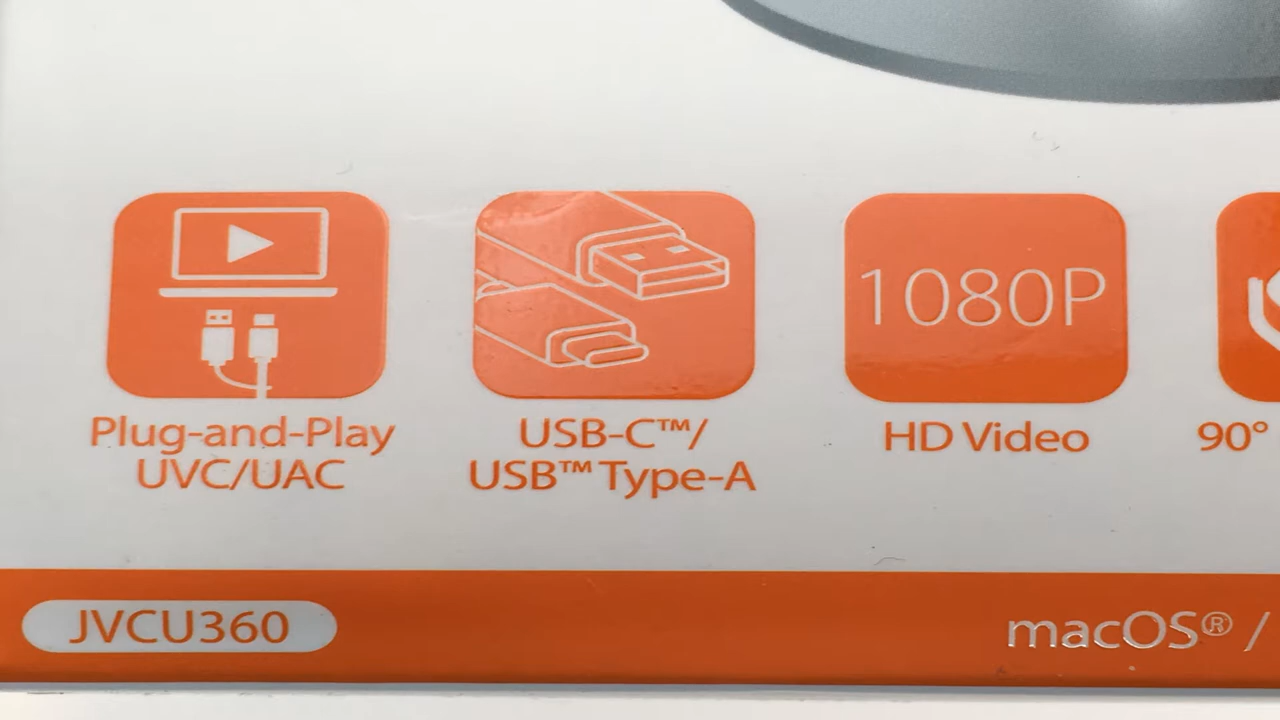 1080P
Plug-and-Play
UVC/UAC
USB-C™/
USB™ Type-A
HD Video
90°
JVCU360
macOS® /